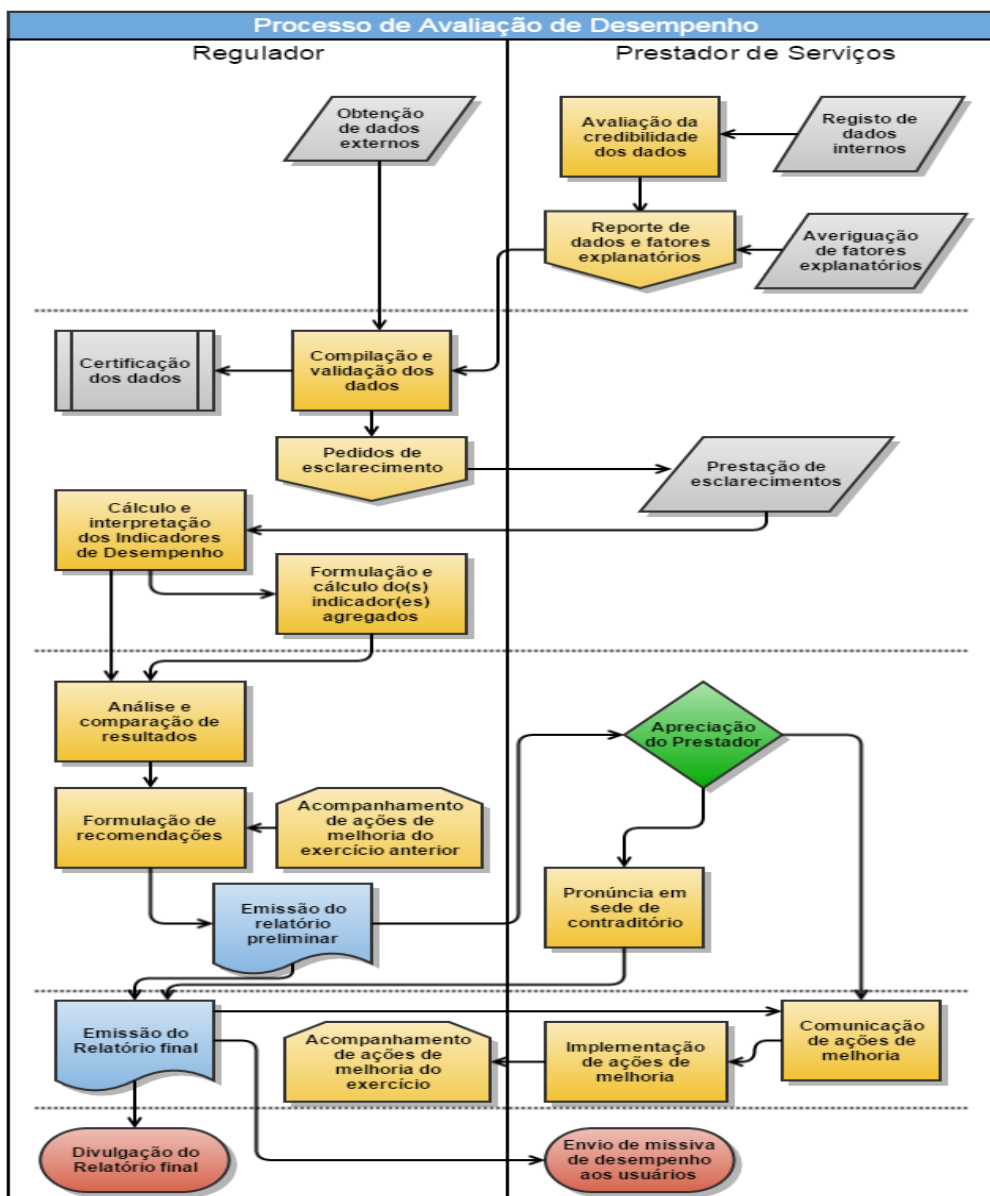 Processo de Avaliação de Desempenho
Regulador
Prestador de Serviços
Obtenção
de dados
externos
Avaliação da
credibilidade
dos dados
Registo de
dados
internos
Reporte de
dados e fatores
explanatórios
Averiguação
de fatores
explanatórios
Certificação
dos dados
Compilação e
validação dos
dados
Pedidos de
esclarecimento
Prestação de
esclarecimentos
Cálculo e
interpretação
dos Indicadores
de Desempenho
Formulação e
cálculo do(s)
indicador(es)
agregados
Análise e
comparação de
resultados
Apreciação
do Prestador
Formulação de
recomendações
Acompanhamento
de ações de
melhoria do
exercício anterior
Emissão do
relatório
preliminar
Pronúncia em
sede de
contraditório
Emissão do
Relatório final
Acompanhamento
de ações de
melhoria do
exercício
Implementação
de ações de
melhoria
Comunicação
de ações de
melhoria
Divulgação do
Relatório final
Envio de missiva
de desempenho
aos usuários